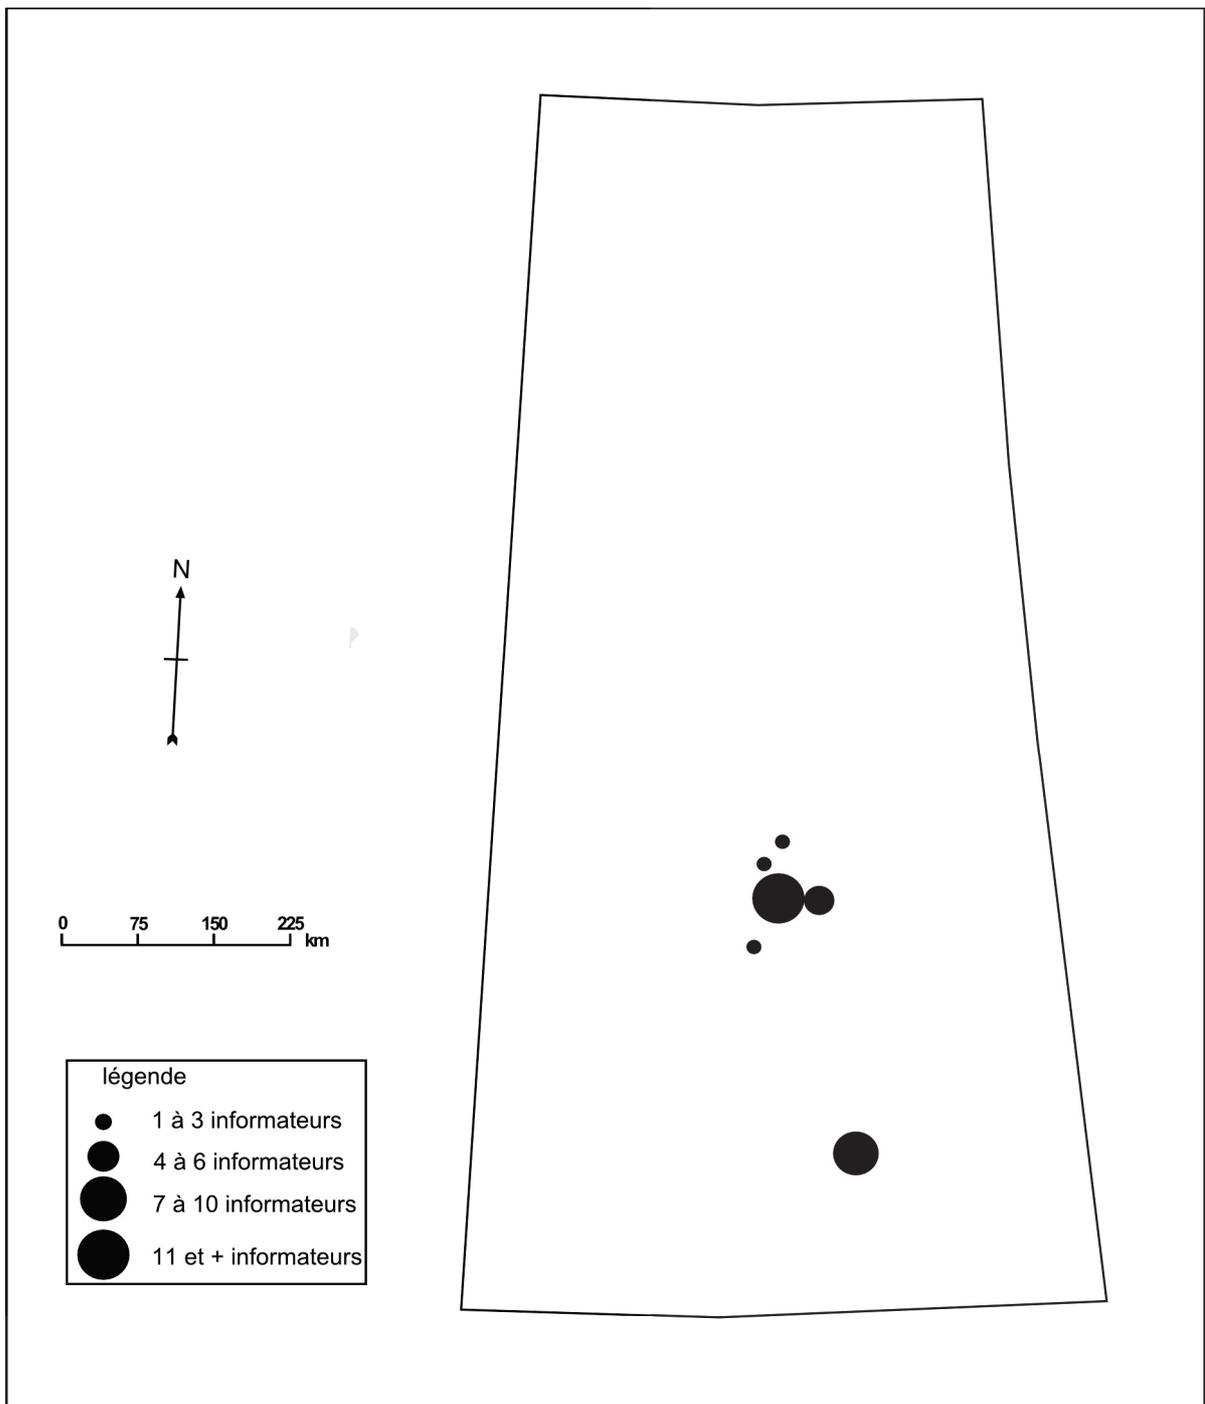 N
0 75 150 225
km
légende
1 à 3 informateurs
4 à 6 informateurs
7 à 10 informateurs
11 et + informateurs